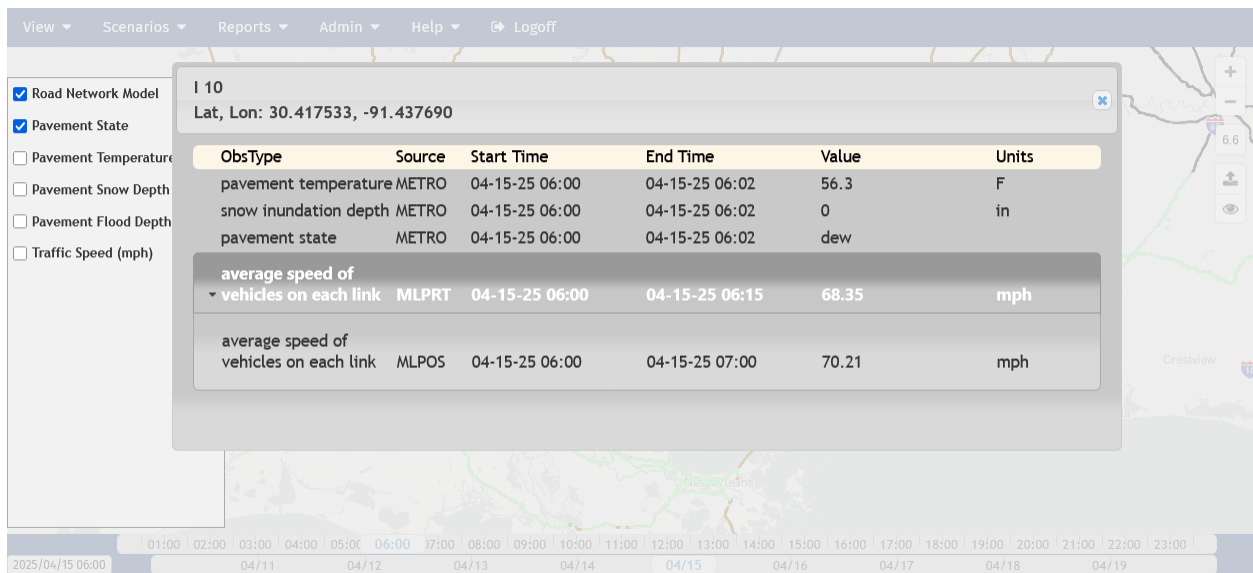 View Scenarios Reports Admin Help Logoff
I 10
Lat, Lon: 30.417533, -91.437690
Road Network Model
Pavement State
Pavement Temperature
Pavement Snow Depth
Pavement Flood Depth
Traffic Speed (mph)
ObsType Source Start Time End Time Value Units
pavement temperature METRO 04-15-25 06:00 04-15-25 06:02 56.3 F
snow inundation depth METRO 04-15-25 06:00 04-15-25 06:02 0 in
pavement state METRO 04-15-25 06:00 04-15-25 06:02 dew
average speed of
vehicles on each link MLPRT 04-15-25 06:00 04-15-25 06:15 68.35 mph
average speed of
vehicles on each link MLPOS 04-15-25 06:00 04-15-25 07:00 70.21 mph
+
−
6.6
Crestview
New Orleans
01:00 02:00 03:00 04:00 05:00 06:00 07:00 08:00 09:00 10:00 11:00 12:00 13:00 14:00 15:00 16:00 17:00 18:00 19:00 20:00 21:00 22:00 23:00
2025/04/15 06:00 04/11 04/12 04/13 04/14 04/15 04/16 04/17 04/18 04/19